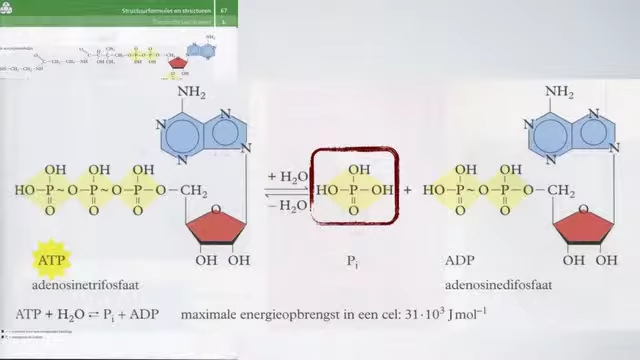 Structuurformules en structuren 67
NH₂
NH₂
N N
N N
N N
N N
OH OH OH
HO–P~O–P~O–P–O–CH₂
O O O
O
OH OH
+ H₂O
– H₂O
OH
HO–P–OH
O
+
OH OH
HO–P~O–P–O–CH₂
O O
O
OH OH
ATP
Pᵢ
ADP
adenosinetrifosfaat
adenosinedifosfaat
ATP + H₂O ⇌ Pᵢ + ADP maximale energieopbrengst in een cel: 31·10³ J mol⁻¹